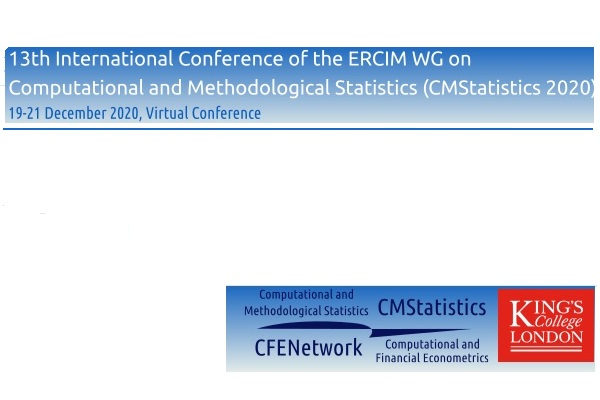 13th International Conference of the ERCIM WG on
Computational and Methodological Statistics (CMStatistics 2020)
19-21 December 2020, Virtual Conference
Computational and
Methodological Statistics
CMStatistics
CFENetwork
Computational and
Financial Econometrics
KING'S
College
LONDON